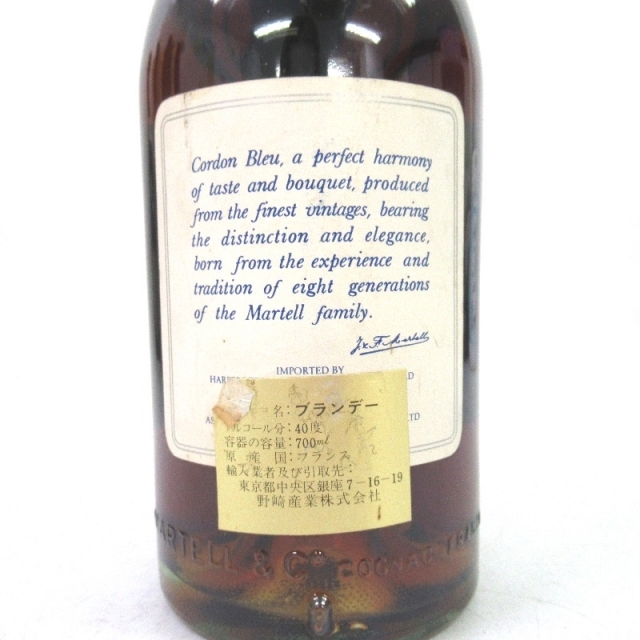 Cordon Bleu, a perfect harmony
of taste and bouquet, produced
from the finest vintages, bearing
the distinction and elegance,
born from the experience and
tradition of eight generations
of the Martell family.
IMPORTED BY
名:ブランデー
ルコール分:40度
容器の容量:700ml
原産国:フランス
輸入業者及び引取先:
東京都中央区銀座7-16-19
野崎産業株式会社
MARTELL & Co COGNAC